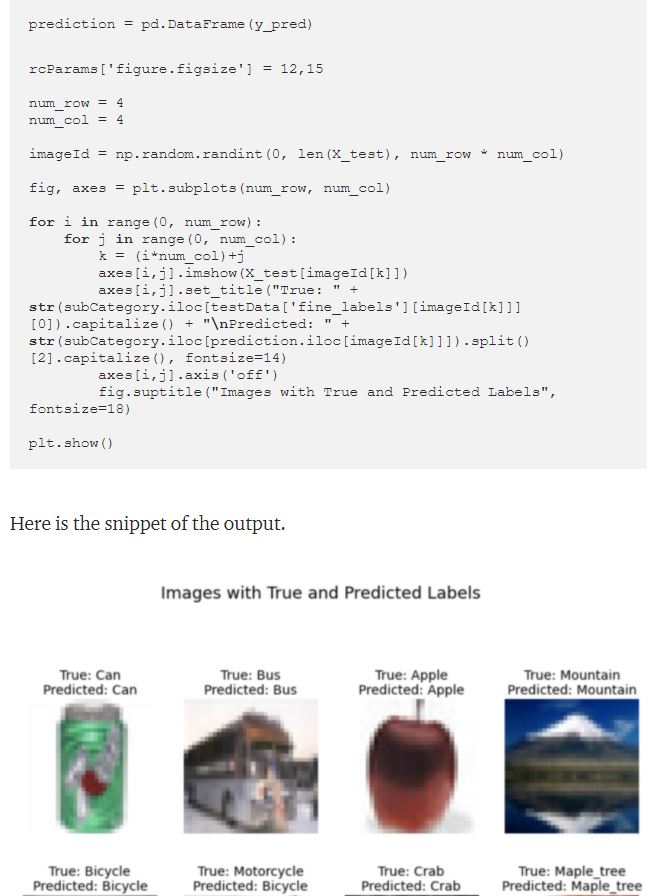 prediction = pd.DataFrame(y_pred)
rcParams['figure.figsize'] = 12,15
num_row = 4
num_col = 4
imageId = np.random.randint(0, len(X_test), num_row * num_col)
fig, axes = plt.subplots(num_row, num_col)
for i in range(0, num_row):
    for j in range(0, num_col):
        k = (i*num_col)+j
        axes[i,j].imshow(X_test[imageId[k]])
        axes[i,j].set_title("True: " +
str(subCategory.iloc[testData['fine_labels'][imageId[k]]]
[0]).capitalize() + "\nPredicted: " +
str(subCategory.iloc[prediction.iloc[imageId[k]]]).split()
[2].capitalize(), fontsize=14)
        axes[i,j].axis('off')
        fig.suptitle("Images with True and Predicted Labels",
fontsize=18)
plt.show()
Here is the snippet of the output.
Images with True and Predicted Labels
True: Can
Predicted: Can
True: Bus
Predicted: Bus
True: Apple
Predicted: Apple
True: Mountain
Predicted: Mountain
True: Bicycle
Predicted: Bicycle
True: Motorcycle
Predicted: Bicycle
True: Crab
Predicted: Crab
True: Maple_tree
Predicted: Maple_tree